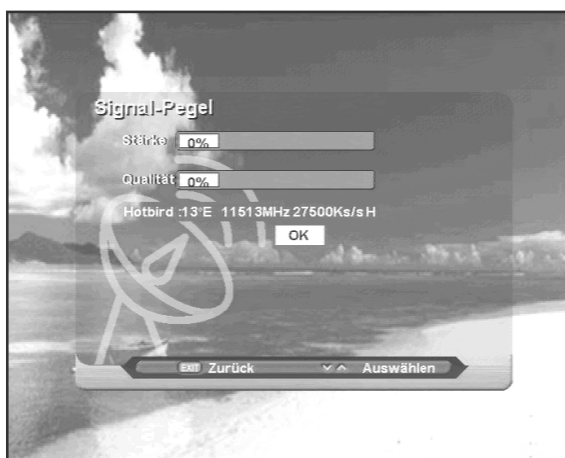 Signal-Pegel
Stärke 0%
Qualität 0%
Hotbird :13°E 11513MHz 27500Ks/s H
OK
EXIT Zurück Auswählen